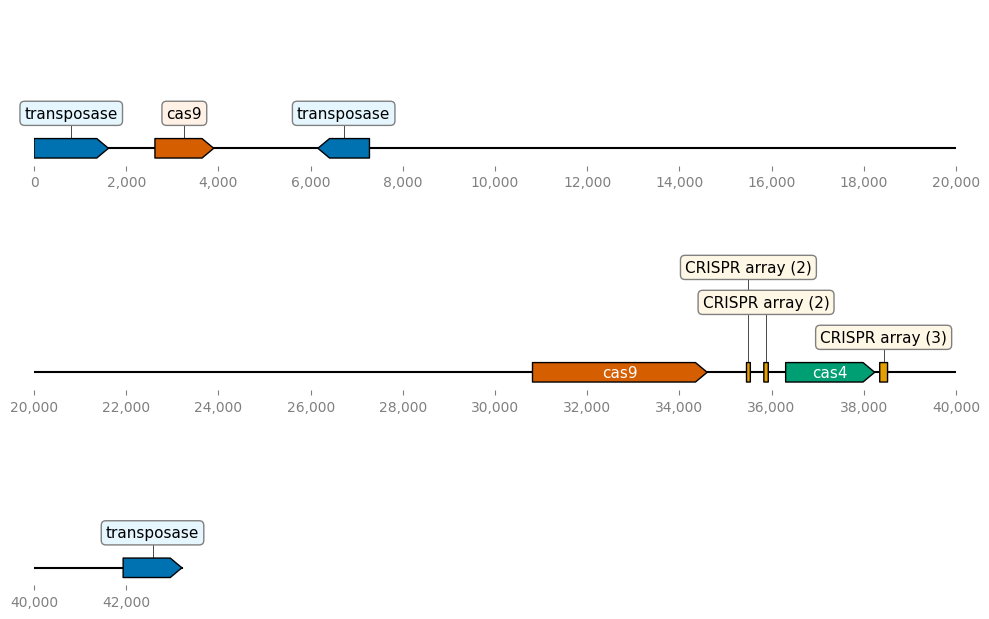 transposase cas9 transposase
0 2,000 4,000 6,000 8,000 10,000 12,000 14,000 16,000 18,000 20,000
CRISPR array (2)
CRISPR array (2)
CRISPR array (3)
cas9 cas4
20,000 22,000 24,000 26,000 28,000 30,000 32,000 34,000 36,000 38,000 40,000
transposase
40,000 42,000